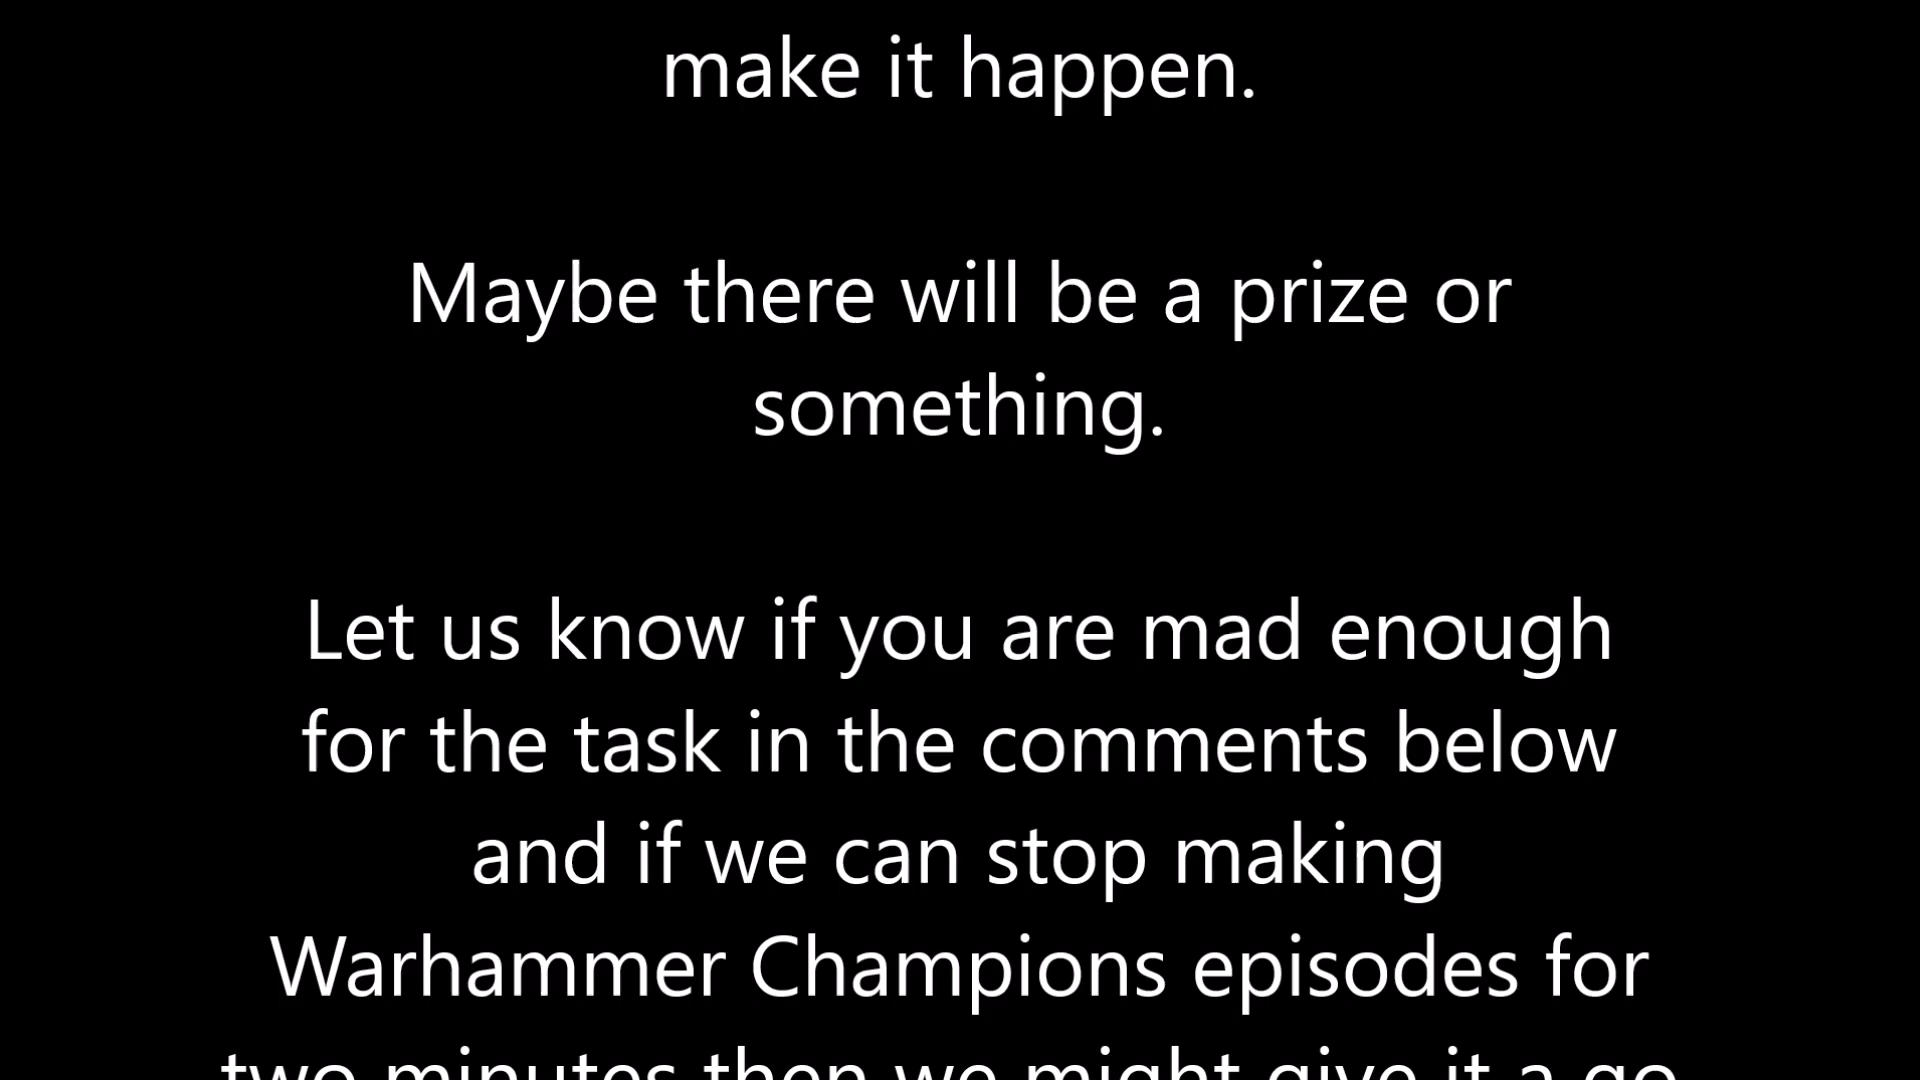 make it happen.
Maybe there will be a prize or
something.
Let us know if you are mad enough
for the task in the comments below
and if we can stop making
Warhammer Champions episodes for
two minutes then we might give it a go